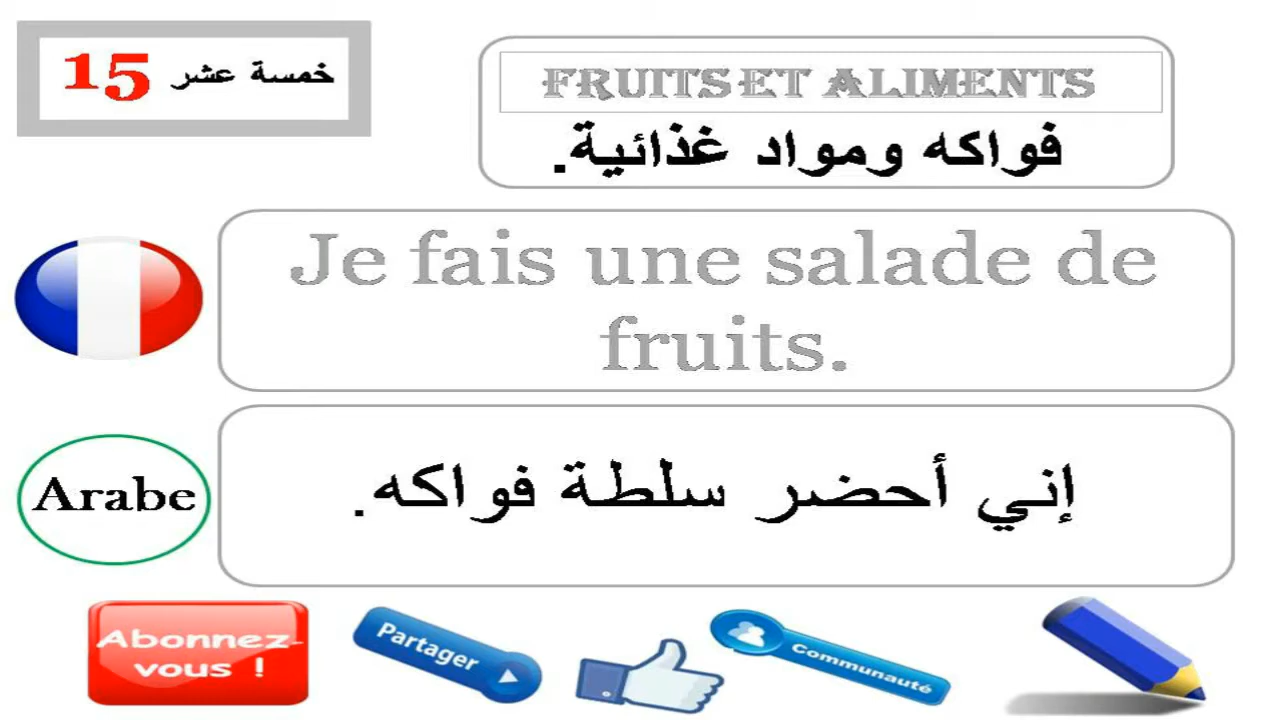 15 خمسة عشر
FRUITS ET ALIMENTS
فواكه ومواد غذائية.
Je fais une salade de
fruits.
Arabe
إني أحضر سلطة فواكه.
Abonnez-
vous !
Partager
Communauté